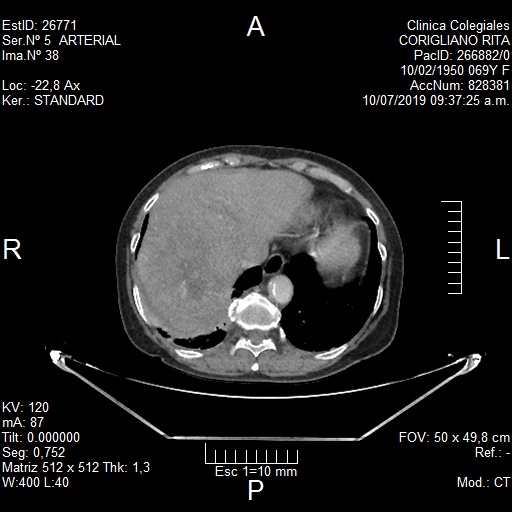 EstID: 26771
Ser.Nº 5 ARTERIAL
Ima.Nº 38
Loc: -22,8 Ax
Ker.: STANDARD
A
Clinica Colegiales
CORIGLIANO RITA
PacID: 266882/0
10/02/1950 069Y F
AccNum: 828381
10/07/2019 09:37:25 a.m.
R
L
KV: 120
mA: 87
Tilt: 0.000000
Seg: 0,752
Matriz 512 x 512 Thk: 1,3
W:400 L:40
Esc 1=10 mm
P
FOV: 50 x 49,8 cm
Ref.: -
Mod.: CT